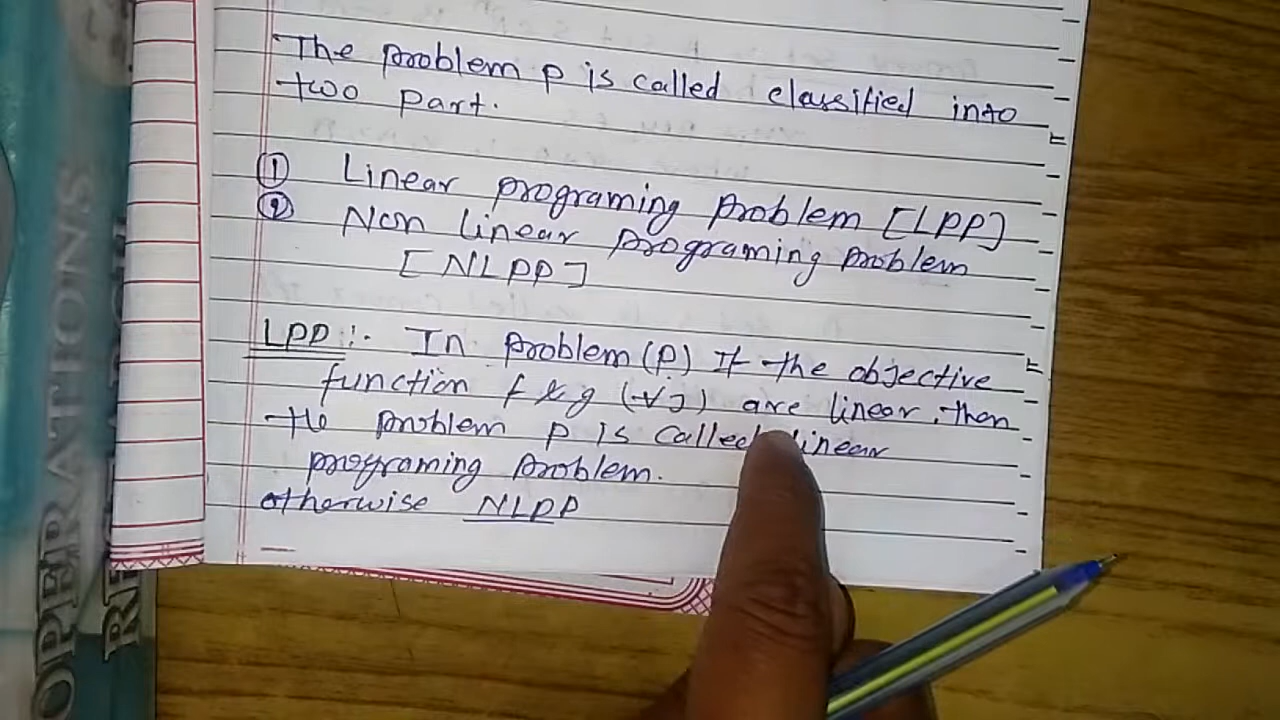 The problem p is called classified into
two part.
① Linear programing problem [LPP]
② Non linear programing problem
[NLPP]
LPP :- In problem (P) If the objective
function f & g (∀j) are linear. then
the problem p is called linear
programing problem.
otherwise NLPP
OPERATIONS